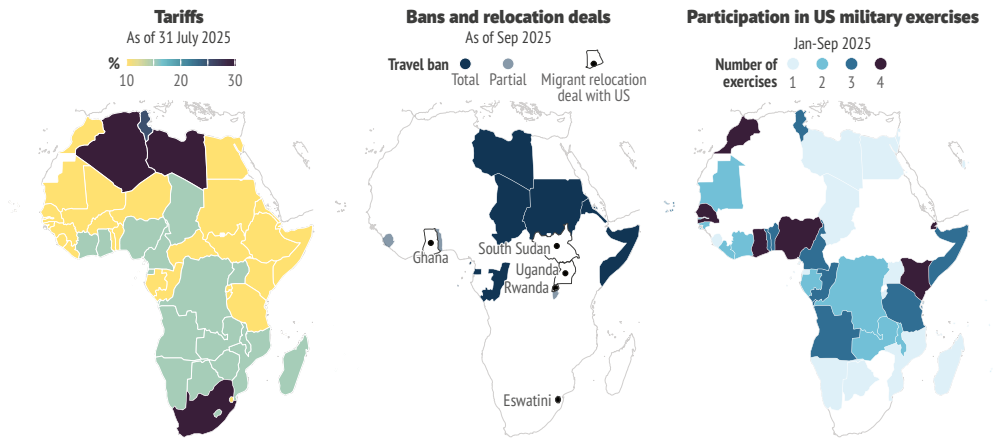 Tariffs
As of 31 July 2025
%
10 20 30
Bans and relocation deals
As of Sep 2025
Travel ban
Total Partial
Migrant relocation
deal with US
Ghana
South Sudan
Uganda
Rwanda
Eswatini
Participation in US military exercises
Jan-Sep 2025
Number of
exercises
1 2 3 4